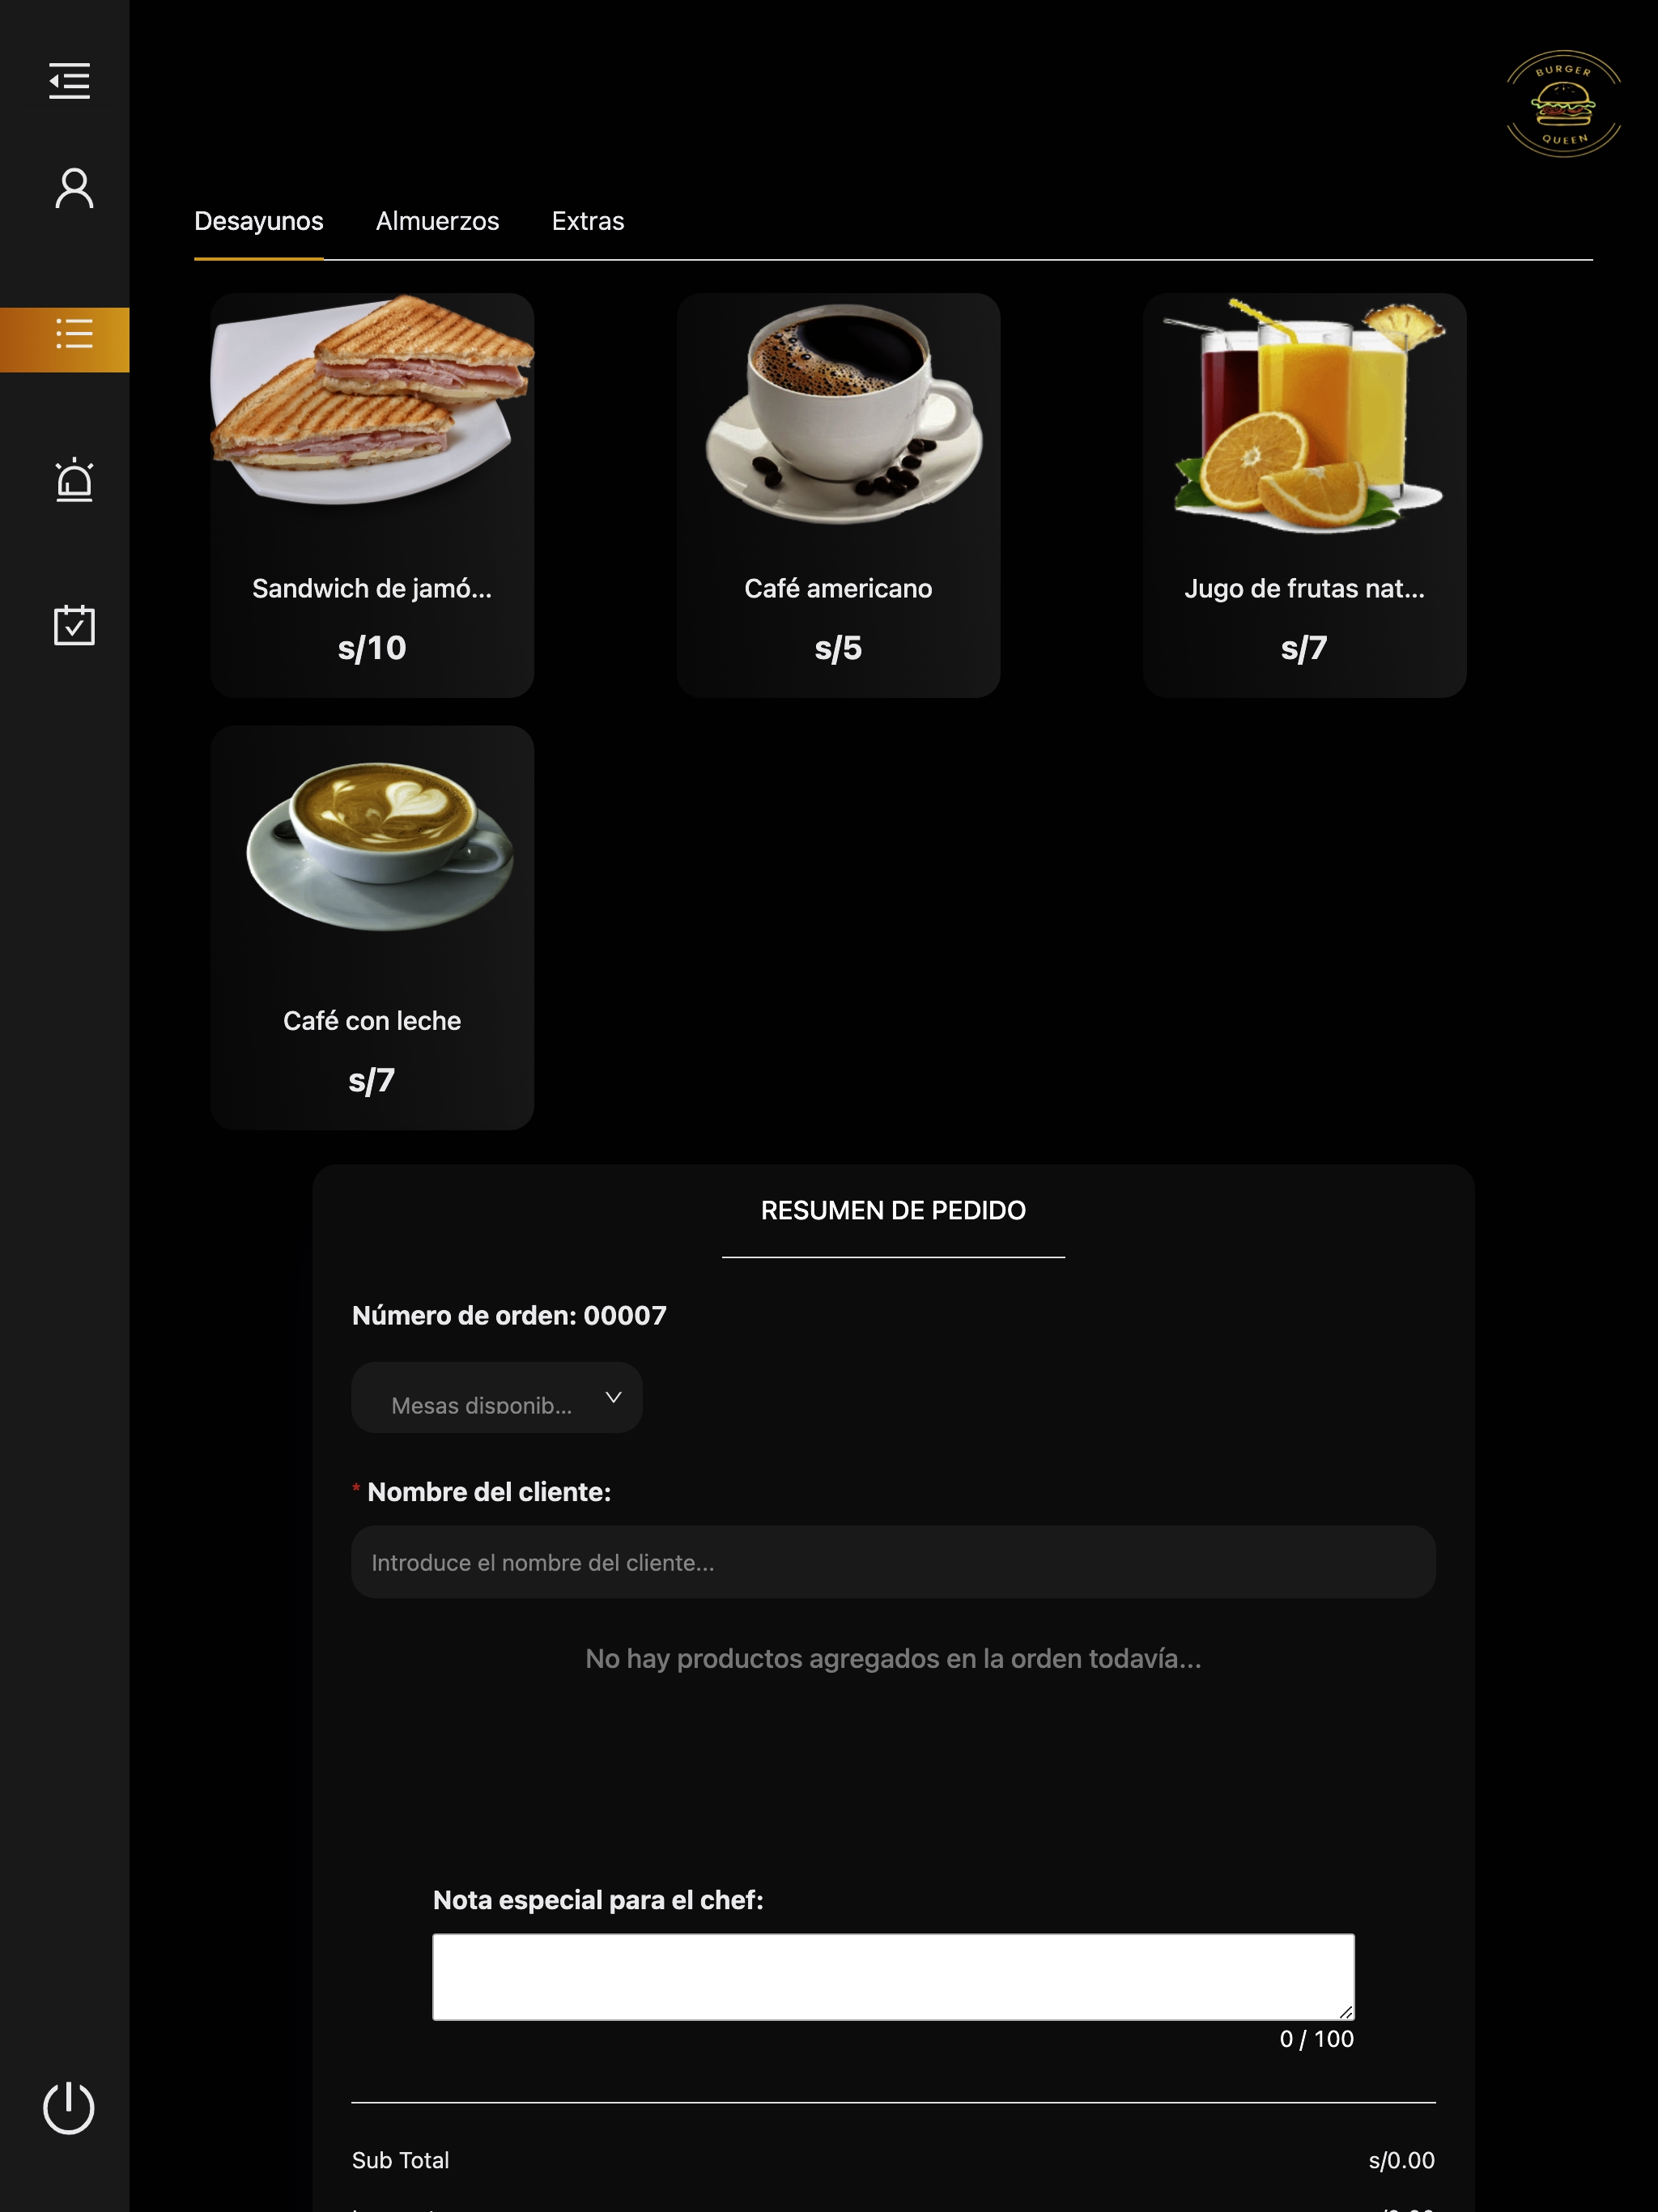 BURGER
QUEEN
Desayunos Almuerzos Extras
Sandwich de jamó...
s/10
Café americano
s/5
Jugo de frutas nat...
s/7
Café con leche
s/7
RESUMEN DE PEDIDO
Número de orden: 00007
Mesas disponib...
* Nombre del cliente:
Introduce el nombre del cliente...
No hay productos agregados en la orden todavía...
Nota especial para el chef:
0 / 100
Sub Total s/0.00